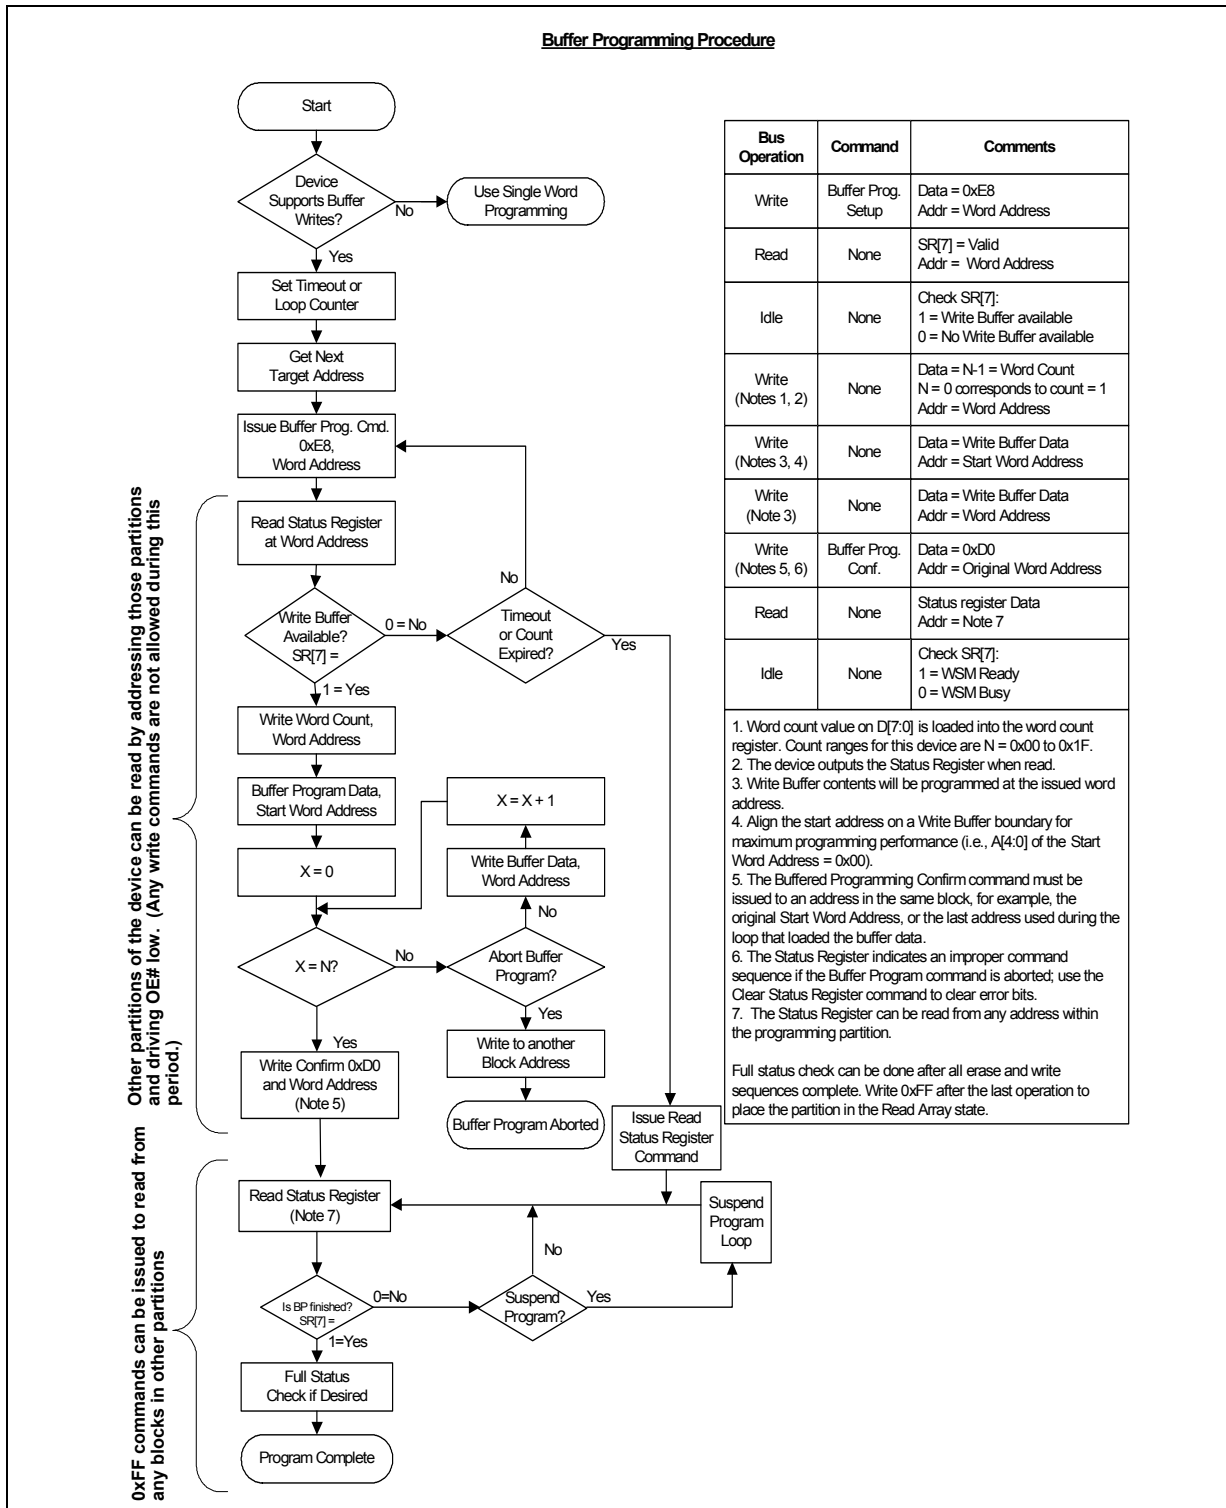 Buffer Programming Procedure
Start
Device
Supports Buffer
Writes?
No
Use Single Word
Programming
Yes
Set Timeout or
Loop Counter
Get Next
Target Address
Issue Buffer Prog. Cmd.
0xE8,
Word Address
Read Status Register
at Word Address
No
Write Buffer
Available?
SR[7] =
0 = No
Timeout
or Count
Expired?
Yes
1 = Yes
Write Word Count,
Word Address
Buffer Program Data,
Start Word Address
X = X + 1
X = 0
Write Buffer Data,
Word Address
No
X = N?
No
Abort Buffer
Program?
Yes
Yes
Write to another
Block Address
Write Confirm 0xD0
and Word Address
(Note 5)
Buffer Program Aborted
Issue Read
Status Register
Command
Read Status Register
(Note 7)
Suspend
Program
Loop
No
Is BP finished?
SR[7] =
0=No
Suspend
Program?
Yes
1=Yes
Full Status
Check if Desired
Program Complete
Other partitions of the device can be read by addressing those partitions
and driving OE# low. (Any write commands are not allowed during this
period.)
0xFF commands can be issued to read from
any blocks in other partitions
Bus
Operation
Command
Comments
Write
Buffer Prog.
Setup
Data = 0xE8
Addr = Word Address
Read
None
SR[7] = Valid
Addr = Word Address
Idle
None
Check SR[7]:
1 = Write Buffer available
0 = No Write Buffer available
Write
(Notes 1, 2)
None
Data = N-1 = Word Count
N = 0 corresponds to count = 1
Addr = Word Address
Write
(Notes 3, 4)
None
Data = Write Buffer Data
Addr = Start Word Address
Write
(Note 3)
None
Data = Write Buffer Data
Addr = Word Address
Write
(Notes 5, 6)
Buffer Prog.
Conf.
Data = 0xD0
Addr = Original Word Address
Read
None
Status register Data
Addr = Note 7
Idle
None
Check SR[7]:
1 = WSM Ready
0 = WSM Busy
1. Word count value on D[7:0] is loaded into the word count
register. Count ranges for this device are N = 0x00 to 0x1F.
2. The device outputs the Status Register when read.
3. Write Buffer contents will be programmed at the issued word
address.
4. Align the start address on a Write Buffer boundary for
maximum programming performance (i.e., A[4:0] of the Start
Word Address = 0x00).
5. The Buffered Programming Confirm command must be
issued to an address in the same block, for example, the
original Start Word Address, or the last address used during the
loop that loaded the buffer data.
6. The Status Register indicates an improper command
sequence if the Buffer Program command is aborted; use the
Clear Status Register command to clear error bits.
7. The Status Register can be read from any address within
the programming partition.
Full status check can be done after all erase and write
sequences complete. Write 0xFF after the last operation to
place the partition in the Read Array state.